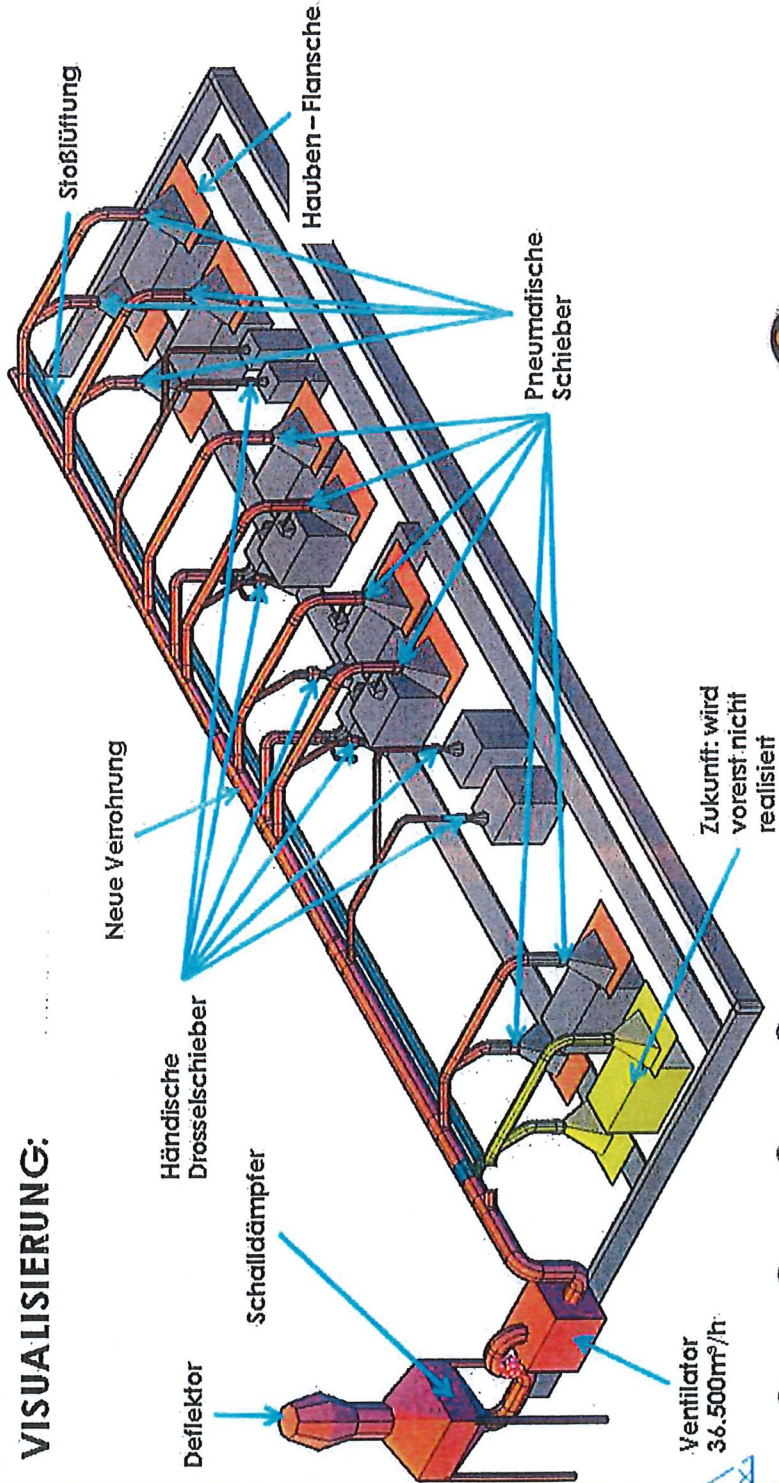 VISUALISIERUNG:
Stoßlüftung
Hauben – Flansche
Neue Verrohrung
Pneumatische
Schieber
Händische
Drosselschieber
Schalldämpfer
Deflektor
Zukunft: wird
vorerst nicht
realisiert
Ventilator
36.500m³/h